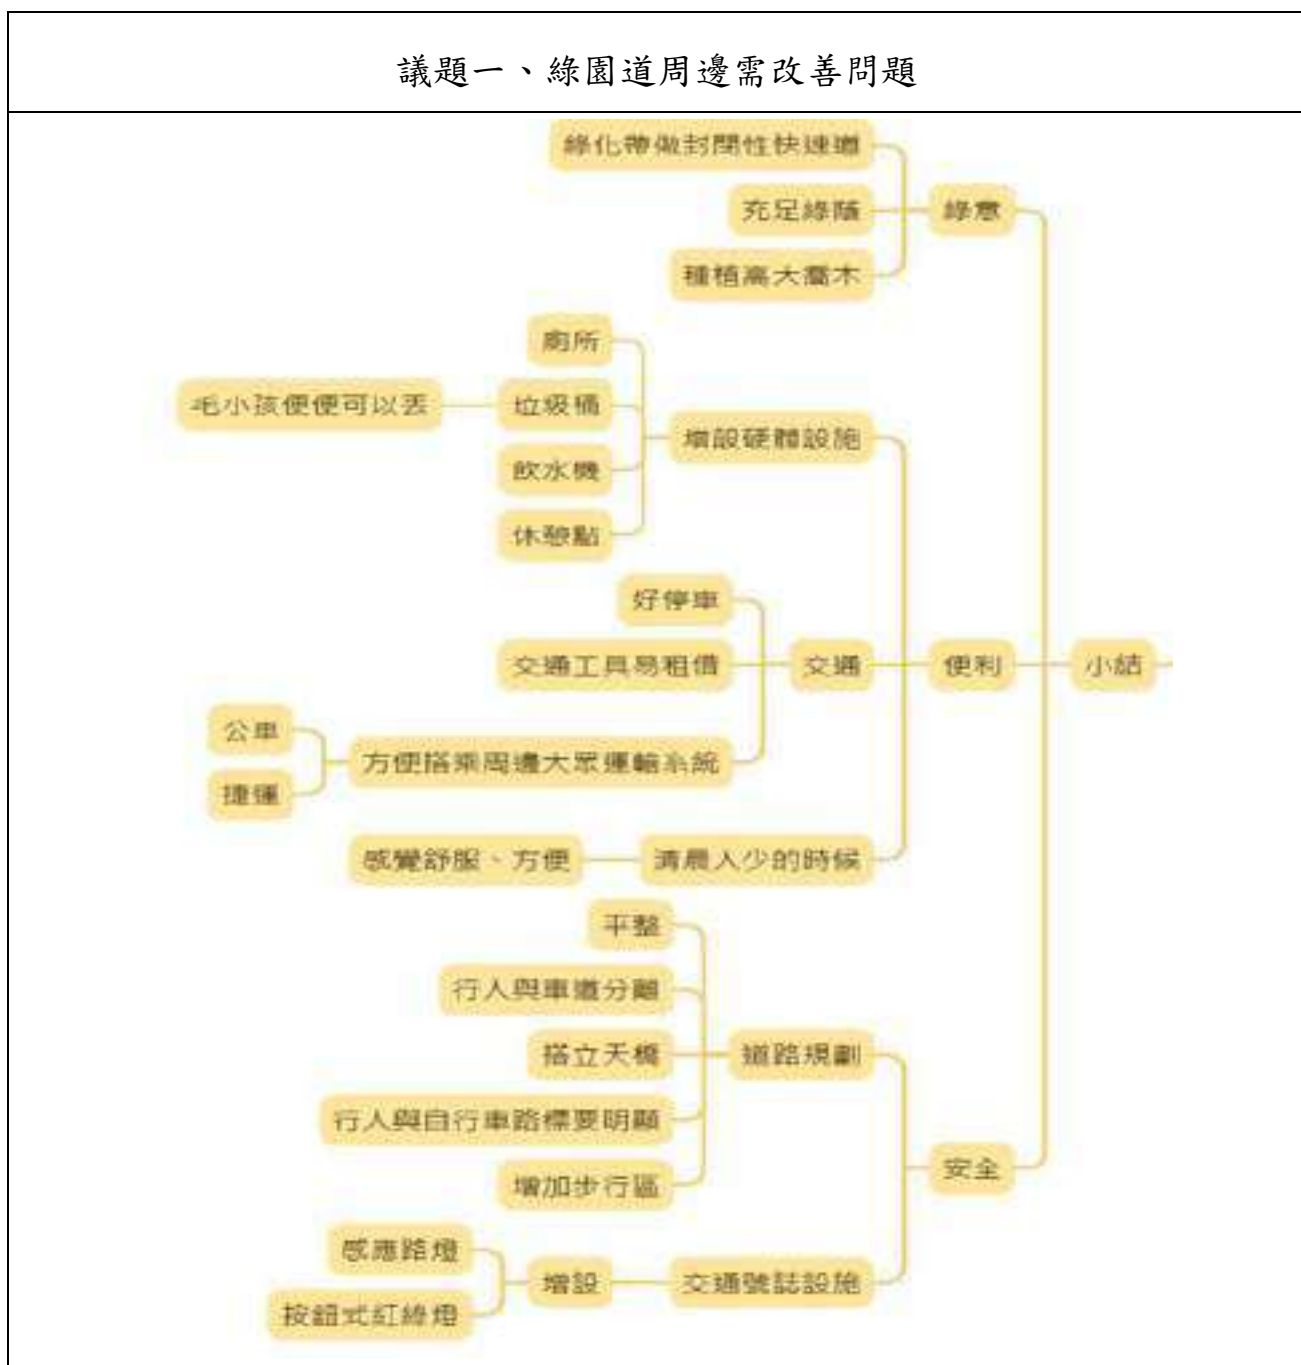 議題一、綠園道周邊需改善問題
綠化帶做封閉性快速道
充足綠蔭
綠意
種植高大喬木
廁所
毛小孩便便可以丟
垃圾桶
增設硬體設施
飲水機
休憩點
好停車
交通工具易租借
交通
便利
小結
公車
方便搭乘周邊大眾運輸系統
捷運
感覺舒服、方便
清晨人少的時候
平整
行人與車道分離
搭立天橋
道路規劃
行人與自行車路標要明顯
安全
增加步行區
感應路燈
增設
交通號誌設施
按鈕式紅綠燈